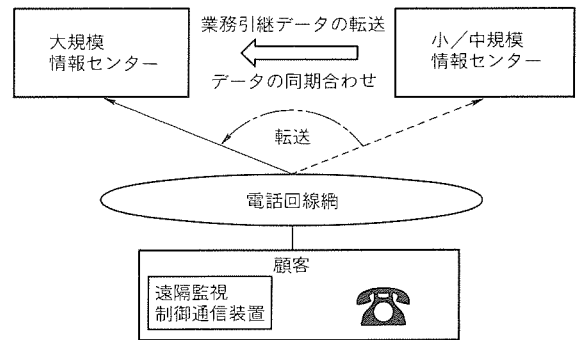 大規模
情報センター
業務引継データの転送
データの同期合わせ
小／中規模
情報センター
転送
電話回線網
顧客
遠隔監視
制御通信装置